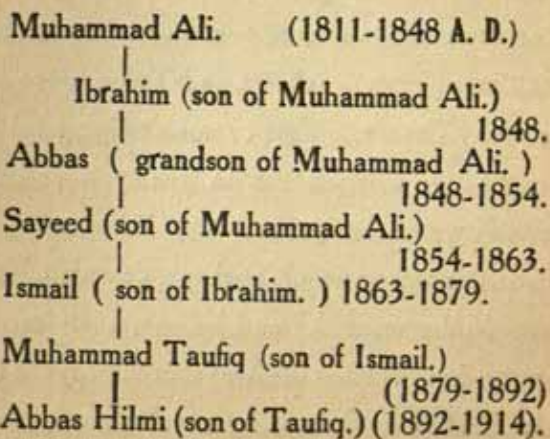 Muhammad Ali. (1811-1848 A. D.)
Ibrahim (son of Muhammad Ali.)
1848.
Abbas ( grandson of Muhammad Ali. )
1848-1854.
Sayeed (son of Muhammad Ali.)
1854-1863.
Ismail ( son of Ibrahim. ) 1863-1879.
Muhammad Taufiq (son of Ismail.)
(1879-1892)
Abbas Hilmi (son of Taufiq.) (1892-1914).